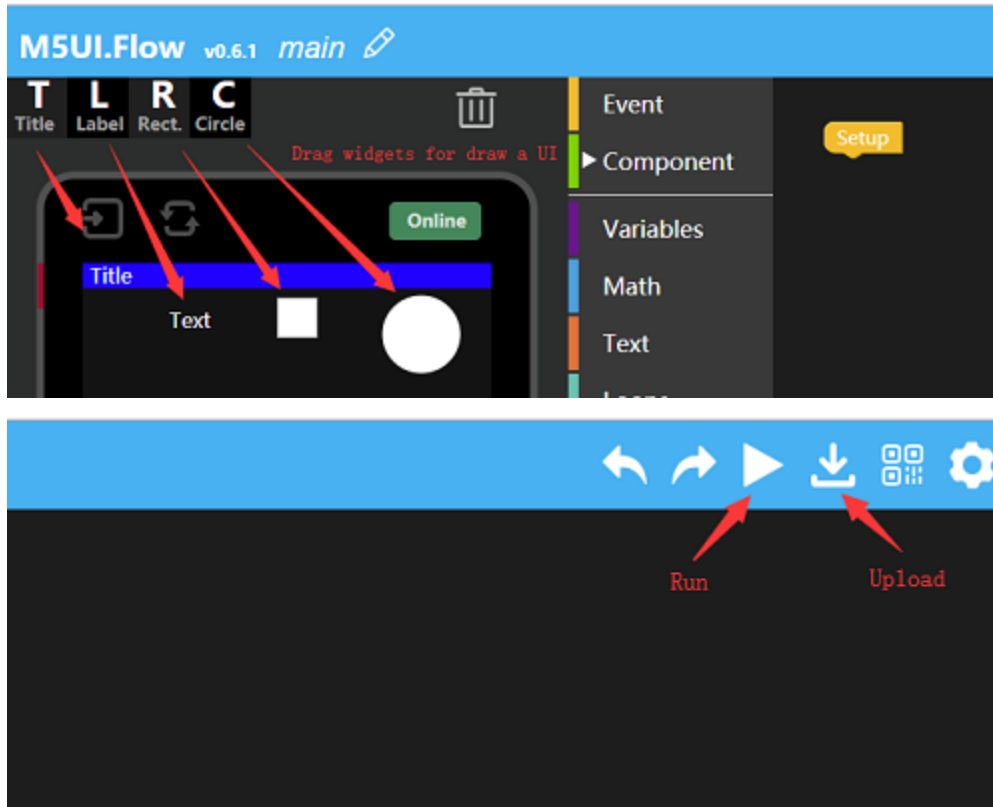 M5UI.Flow v0.6.1 main
T L R C
Title Label Rect. Circle
Drag widgets for draw a UI
Online
Title
Text
Event
Component
Variables
Math
Text
Setup
Run
Upload